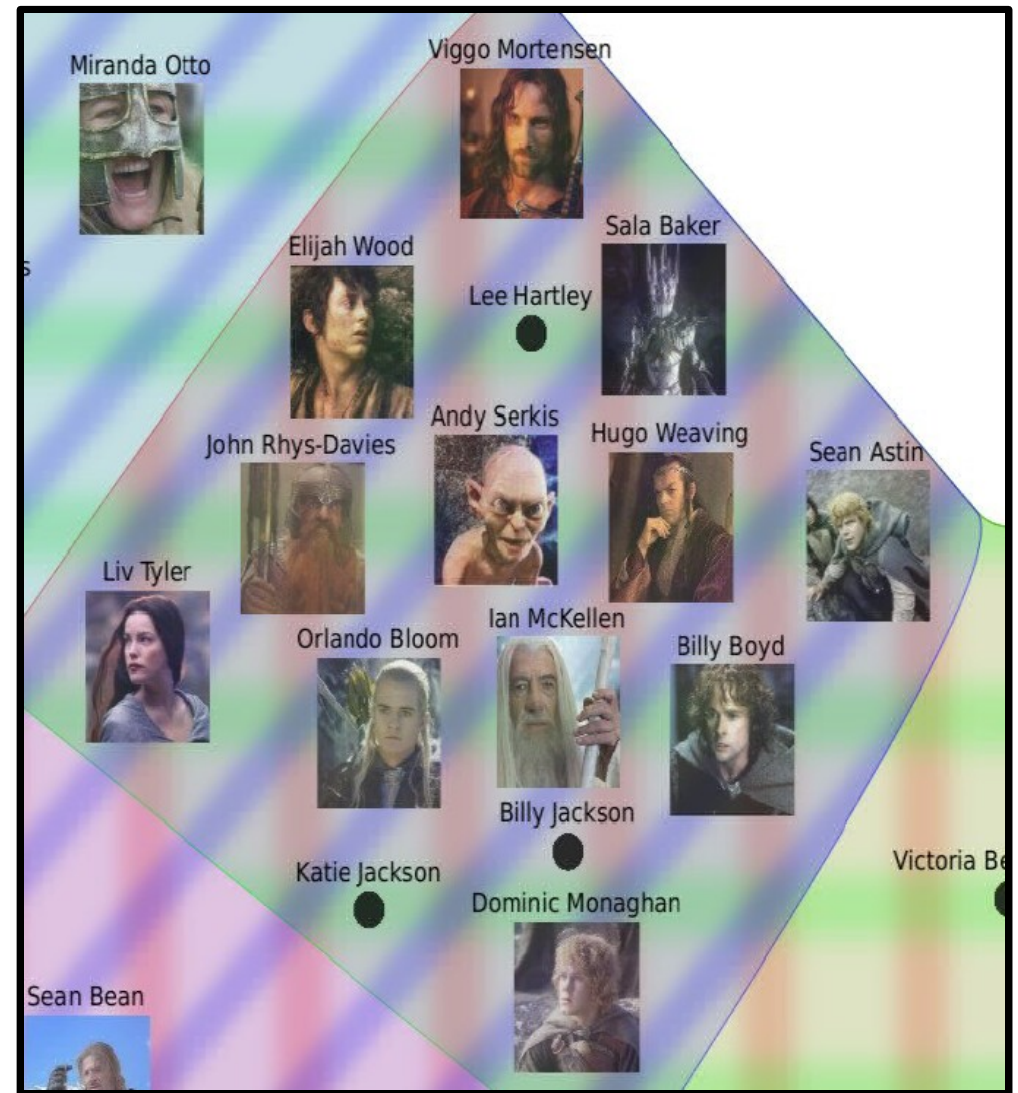 Viggo Mortensen
Miranda Otto
Sala Baker
Elijah Wood
s
Lee Hartley
Andy Serkis
Hugo Weaving
John Rhys-Davies
Sean Astin
Liv Tyler
Ian McKellen
Orlando Bloom
Billy Boyd
Billy Jackson
Victoria Be
Katie Jackson
Dominic Monaghan
Sean Bean